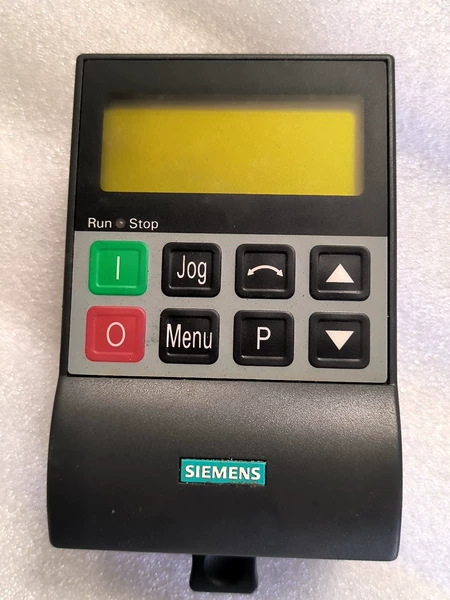 Run Stop
I Jog
O Menu P
SIEMENS